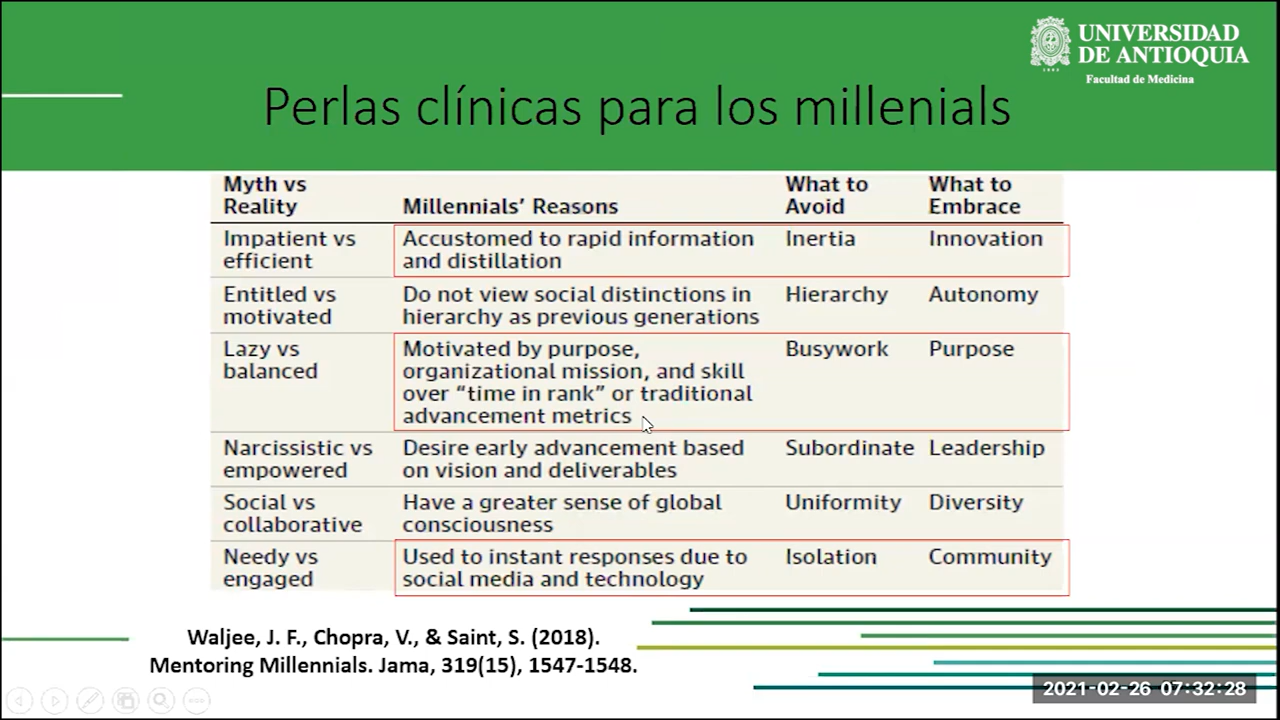 UNIVERSIDAD
DE ANTIOQUIA
1803
Facultad de Medicina
Perlas clínicas para los millenials
Myth vs Reality | Millennials’ Reasons | What to Avoid | What to Embrace
Impatient vs efficient | Accustomed to rapid information and distillation | Inertia | Innovation
Entitled vs motivated | Do not view social distinctions in hierarchy as previous generations | Hierarchy | Autonomy
Lazy vs balanced | Motivated by purpose, organizational mission, and skill over “time in rank” or traditional advancement metrics | Busywork | Purpose
Narcissistic vs empowered | Desire early advancement based on vision and deliverables | Subordinate | Leadership
Social vs collaborative | Have a greater sense of global consciousness | Uniformity | Diversity
Needy vs engaged | Used to instant responses due to social media and technology | Isolation | Community
Waljee, J. F., Chopra, V., & Saint, S. (2018).
Mentoring Millennials. Jama, 319(15), 1547-1548.
2021-02-26 07:32:28